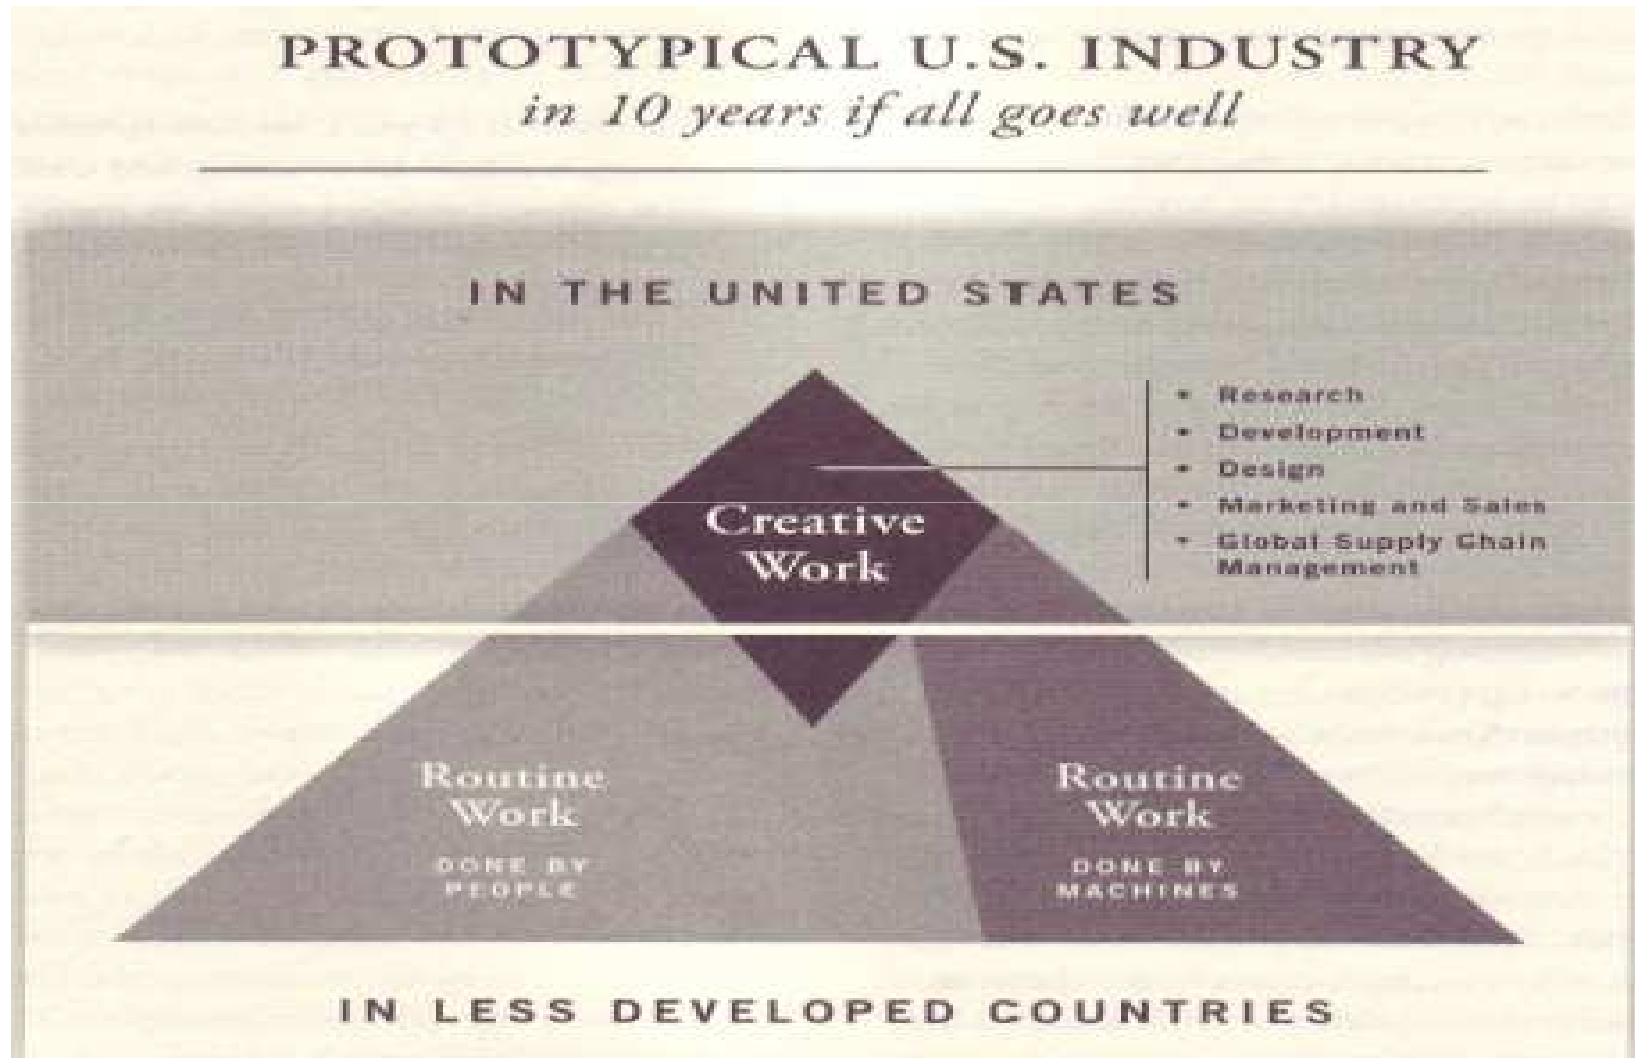 PROTOTYPICAL U.S. INDUSTRY
in 10 years if all goes well
IN THE UNITED STATES
• Research
• Development
• Design
• Marketing and Sales
• Global Supply Chain
Management
Creative
Work
Routine
Work
DONE BY
PEOPLE
Routine
Work
DONE BY
MACHINES
IN LESS DEVELOPED COUNTRIES